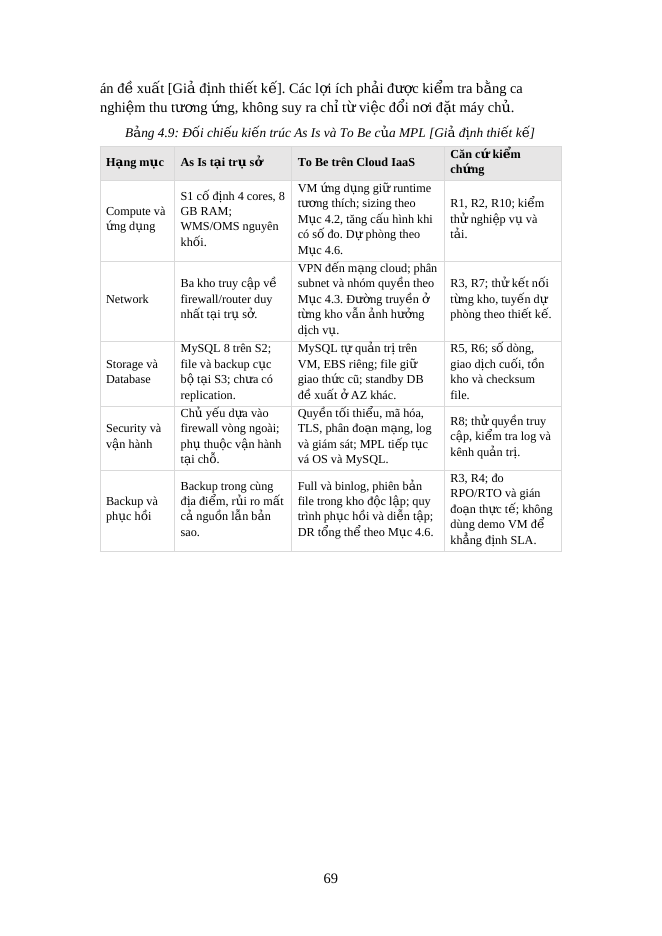 án đề xuất [Giả định thiết kế]. Các lợi ích phải được kiểm tra bằng ca
nghiệm thu tương ứng, không suy ra chỉ từ việc đổi nơi đặt máy chủ.
Bảng 4.9: Đối chiếu kiến trúc As Is và To Be của MPL [Giả định thiết kế]
Hạng mục
As Is tại trụ sở
To Be trên Cloud IaaS
Căn cứ kiểm
chứng
Compute và
ứng dụng
S1 cố định 4 cores, 8
GB RAM;
WMS/OMS nguyên
khối.
VM ứng dụng giữ runtime
tương thích; sizing theo
Mục 4.2, tăng cấu hình khi
có số đo. Dự phòng theo
Mục 4.6.
R1, R2, R10; kiểm
thử nghiệp vụ và
tải.
Network
Ba kho truy cập về
firewall/router duy
nhất tại trụ sở.
VPN đến mạng cloud; phân
subnet và nhóm quyền theo
Mục 4.3. Đường truyền ở
từng kho vẫn ảnh hưởng
dịch vụ.
R3, R7; thử kết nối
từng kho, tuyến dự
phòng theo thiết kế.
Storage và
Database
MySQL 8 trên S2;
file và backup cục
bộ tại S3; chưa có
replication.
MySQL tự quản trị trên
VM, EBS riêng; file giữ
giao thức cũ; standby DB
đề xuất ở AZ khác.
R5, R6; số dòng,
giao dịch cuối, tồn
kho và checksum
file.
Security và
vận hành
Chủ yếu dựa vào
firewall vòng ngoài;
phụ thuộc vận hành
tại chỗ.
Quyền tối thiểu, mã hóa,
TLS, phân đoạn mạng, log
và giám sát; MPL tiếp tục
vá OS và MySQL.
R8; thử quyền truy
cập, kiểm tra log và
kênh quản trị.
Backup và
phục hồi
Backup trong cùng
địa điểm, rủi ro mất
cả nguồn lẫn bản
sao.
Full và binlog, phiên bản
file trong kho độc lập; quy
trình phục hồi và diễn tập;
DR tổng thể theo Mục 4.6.
R3, R4; đo
RPO/RTO và gián
đoạn thực tế; không
dùng demo VM để
khẳng định SLA.
69